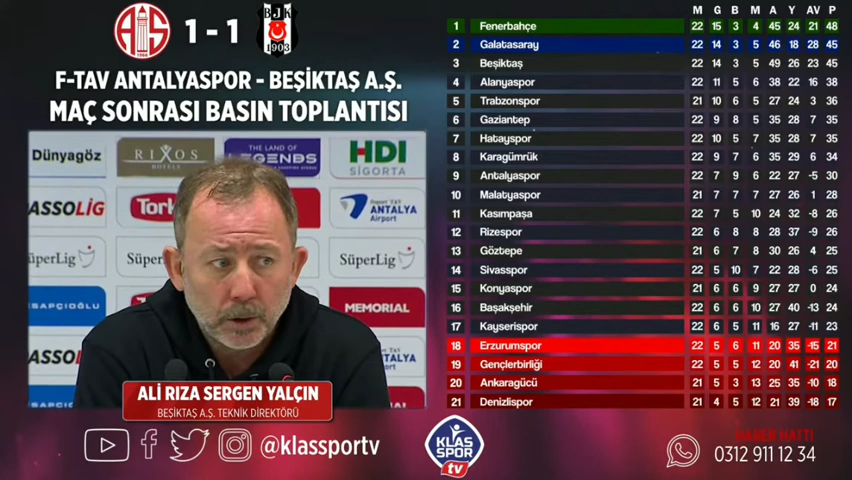 1 - 1
BJK
1903
F-TAV ANTALYASPOR - BEŞİKTAŞ A.Ş.
MAÇ SONRASI BASIN TOPLANTISI
Dünyagöz
RIXOS
HOTELS
THE LAND OF
LEGENDS
HDI
SİGORTA
PASSOLİG
Tork
TAV
ANTALYA
Airport
SüperLig
SüperLig
SüperLig
ESAPÇIOĞLU
MEMORIAL
ALİ RIZA SERGEN YALÇIN
BEŞİKTAŞ A.Ş. TEKNİK DİREKTÖRÜ
@klassportv
KLAS
SPOR
tv
HABER HATTI
0312 911 12 34
M G B M A Y AV P
1 Fenerbahçe 22 15 3 4 45 24 21 48
2 Galatasaray 22 14 3 5 46 18 28 45
3 Beşiktaş 22 14 3 5 49 26 23 45
4 Alanyaspor 22 11 5 6 38 22 16 38
5 Trabzonspor 21 10 6 5 27 24 3 36
6 Gaziantep 22 9 8 5 35 28 7 35
7 Hatayspor 22 10 5 7 35 28 7 35
8 Karagümrük 22 9 7 6 35 29 6 34
9 Antalyaspor 22 7 9 6 22 27 -5 30
10 Malatyaspor 21 7 7 7 27 26 1 28
11 Kasımpaşa 22 7 5 10 24 32 -8 26
12 Rizespor 22 6 8 8 28 37 -9 26
13 Göztepe 21 6 7 8 30 26 4 25
14 Sivasspor 22 5 10 7 22 28 -6 25
15 Konyaspor 21 6 6 9 27 27 0 24
16 Başakşehir 22 6 6 10 27 40 -13 24
17 Kayserispor 22 6 5 11 16 27 -11 23
18 Erzurumspor 22 5 6 11 20 35 -15 21
19 Gençlerbirliği 21 5 5 11 20 41 -21 20
20 Ankaragücü 21 5 3 13 25 35 -10 18
21 Denizlispor 21 4 5 12 21 39 -18 17